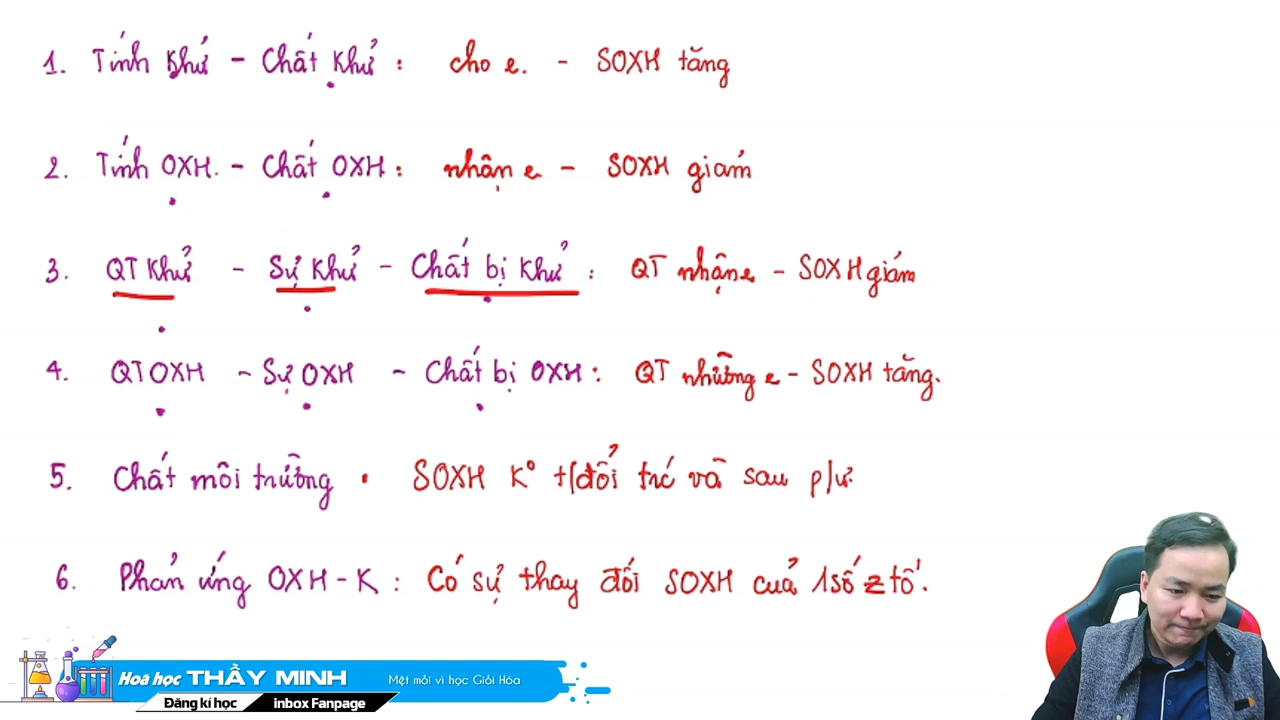 1. Tính khử - Chất khử : cho e. - SOXH tăng
2. Tính OXH. - Chất OXH : nhận e - SOXH giảm
3. QT khử - Sự khử - Chất bị khử : QT nhận e - SOXH giảm
4. QT OXH - Sự OXH - Chất bị OXH : QT nhường e - SOXH tăng.
5. Chất môi trường : SOXH K° t/đổi trc và sau p/ư
6. Phản ứng OXH - K : Có sự thay đổi SOXH của 1 số z tố.
Hoá học THẦY MINH
Mệt mỏi vì học Giỏi Hóa
Đăng kí học inbox Fanpage